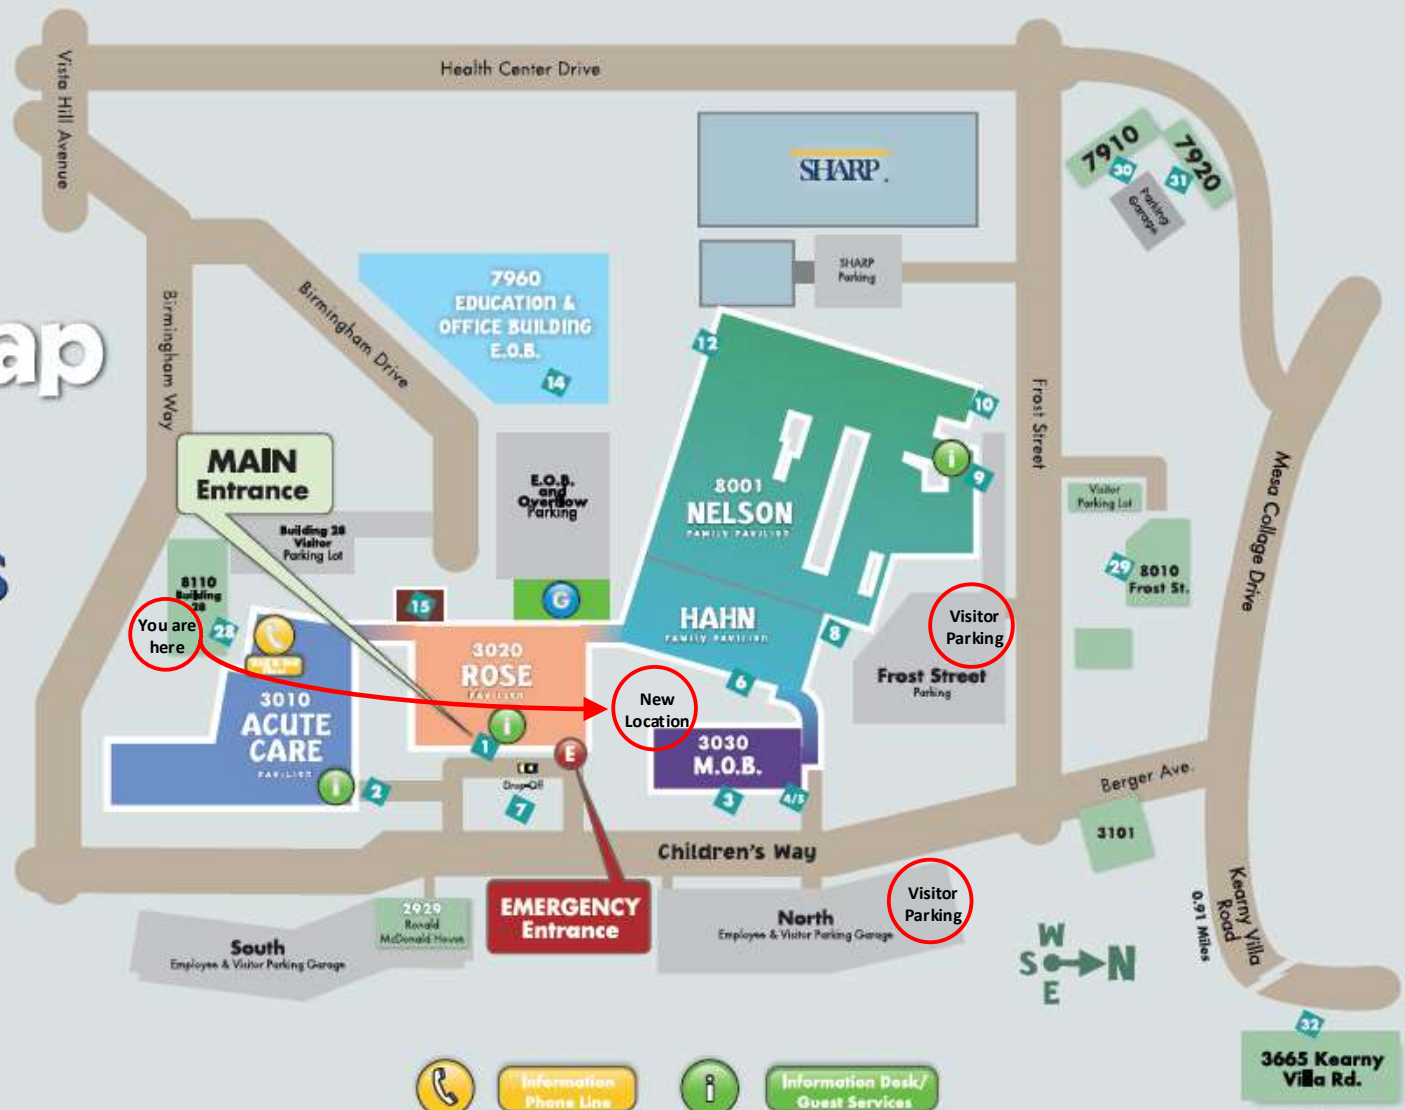 Health Center Drive
Vista Hill Avenue
SHARP
7910
7920
30
31
Parking
Garage
SHARP
Parking
7960
EDUCATION &
OFFICE BUILDING
E.O.B.
14
Birmingham Drive
Birmingham Way
ap
s
12
10
Frost Street
Mesa Collage Drive
MAIN
Entrance
E.O.B.
and
Overflow
Parking
i
9
8001
NELSON
FAMILY PAVILION
Visitor
Parking Lot
Building 28
Visitor
Parking Lot
29
8010
Frost St.
8110
Building
28
28
You are
here
15
G
HAHN
FAMILY PAVILION
8
6
Visitor
Parking
Frost Street
Parking
3020
ROSE
PAVILION
i
1
New
Location
3010
ACUTE
CARE
PAVILION
i
2
E
Drop-Off
7
3030
M.O.B.
3
4/5
Berger Ave.
3101
Children's Way
EMERGENCY
Entrance
2929
Ronald
McDonald House
South
Employee & Visitor Parking Garage
North
Employee & Visitor Parking Garage
Visitor
Parking
Kearny Villa
Road
0.91 Miles
W
S
N
E
32
3665 Kearny
Villa Rd.
Information
Phone Line
i
Information Desk/
Guest Services